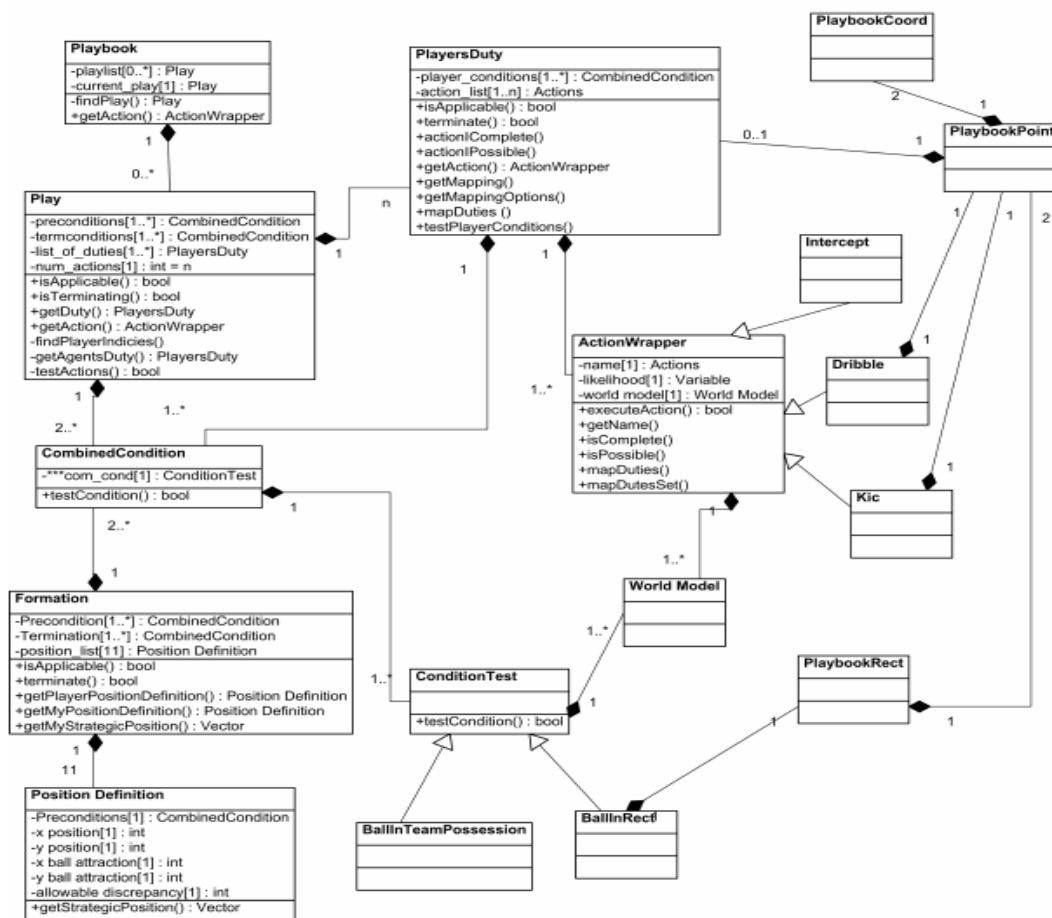 Playbook
-playlist[0..*] : Play
-current_play[1] : Play
-findPlay() : Play
+getAction() : ActionWrapper
1
0..*
Play
-preconditions[1..*] : CombinedCondition
-termconditions[1..*] : CombinedCondition
-list_of_duties[1..*] : PlayersDuty
-num_actions[1] : int = n
+isApplicable() : bool
+isTerminating() : bool
+getDuty() : PlayersDuty
+getAction() : ActionWrapper
-findPlayerIndicies()
-getAgentsDuty() : PlayersDuty
-testActions() : bool
1
n
1
2..*
1..*
PlayersDuty
-player_conditions[1..*] : CombinedCondition
-action_list[1..n] : Actions
+isApplicable() : bool
+terminate() : bool
+actionIComplete()
+actionIPossible()
+getAction() : ActionWrapper
+getMapping()
+getMappingOptions()
+mapDuties ()
+testPlayerConditions()
0..1
1
1
1
1..*
PlaybookCoord
2
1
PlaybookPoint
1
1
2
Intercept
ActionWrapper
-name[1] : Actions
-likelihood[1] : Variable
-world model[1] : World Model
+executeAction() : bool
+getName()
+isComplete()
+isPossible()
+mapDuties()
+mapDutesSet()
1
1..*
1
Dribble
1
Kic
CombinedCondition
-***com_cond[1] : ConditionTest
+testCondition() : bool
1
2..*
1
Formation
-Precondition[1..*] : CombinedCondition
-Termination[1..*] : CombinedCondition
-position_list[11] : Position Definition
+isApplicable() : bool
+terminate() : bool
+getPlayerPositionDefinition() : Position Definition
+getMyPositionDefinition() : Position Definition
+getMyStrategicPosition() : Vector
1
11
Position Definition
-Preconditions[1] : CombinedCondition
-x position[1] : int
-y position[1] : int
-x ball attraction[1] : int
-y ball attraction[1] : int
-allowable discrepancy[1] : int
+getStrategicPosition() : Vector
World Model
1..*
1
1..*
ConditionTest
+testCondition() : bool
PlaybookRect
1
1
BallInTeamPossession
BallInRect